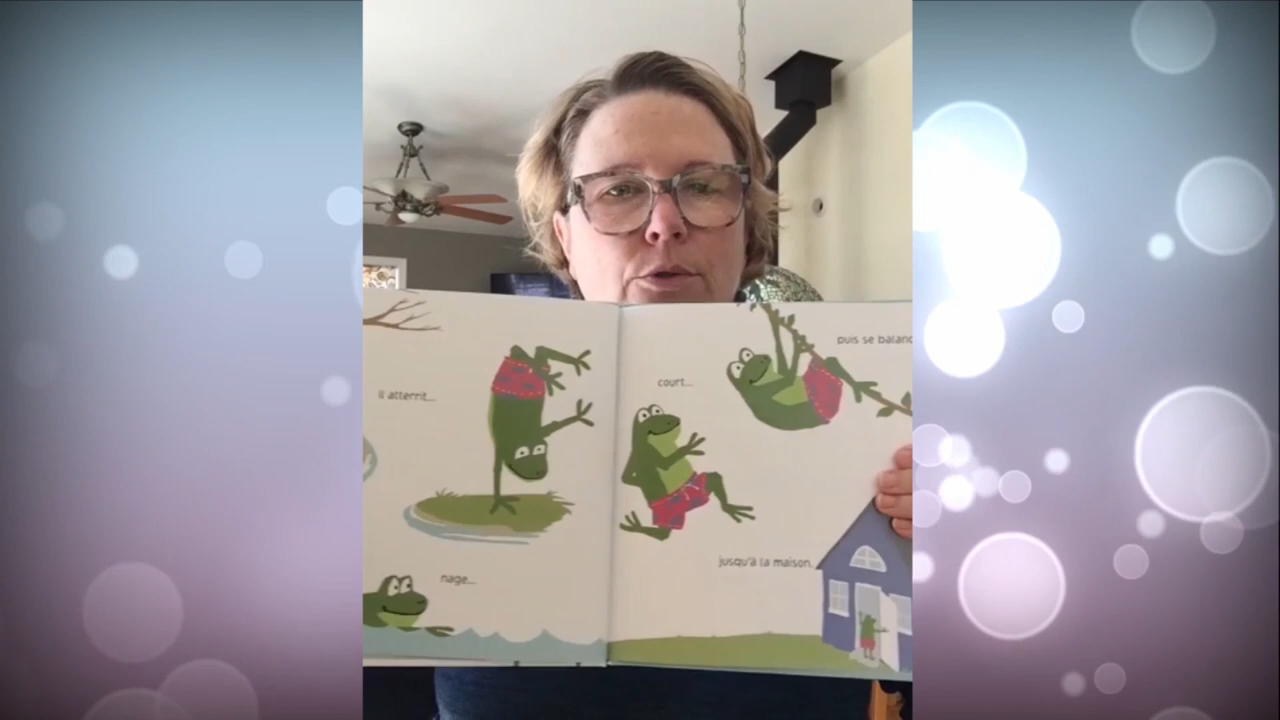 il atterrit...
nage...
court...
puis se balanc
jusqu'à la maison.